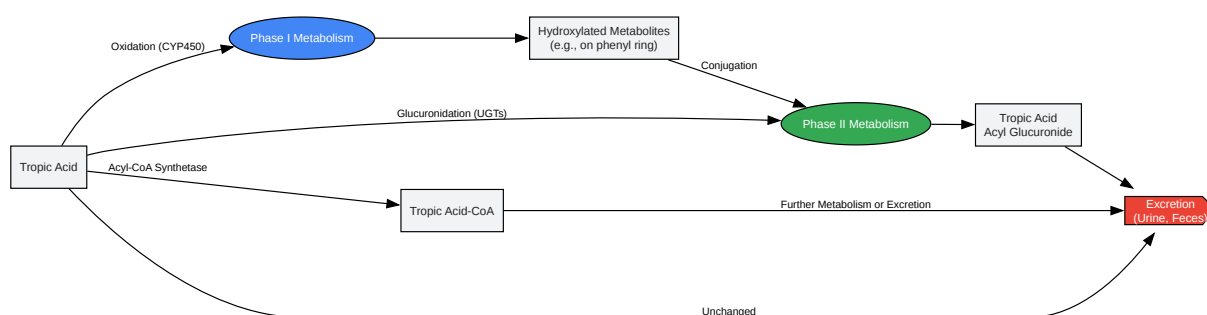 Hydroxylated Metabolites
(e.g., on phenyl ring)
Phase I Metabolism
Oxidation (CYP450)
Conjugation
Glucuronidation (UGTs)
Phase II Metabolism
Tropic Acid
Acyl Glucuronide
Tropic Acid
Acyl-CoA Synthetase
Tropic Acid-CoA
Further Metabolism or Excretion
Excretion
(Urine, Feces)
Unchanged